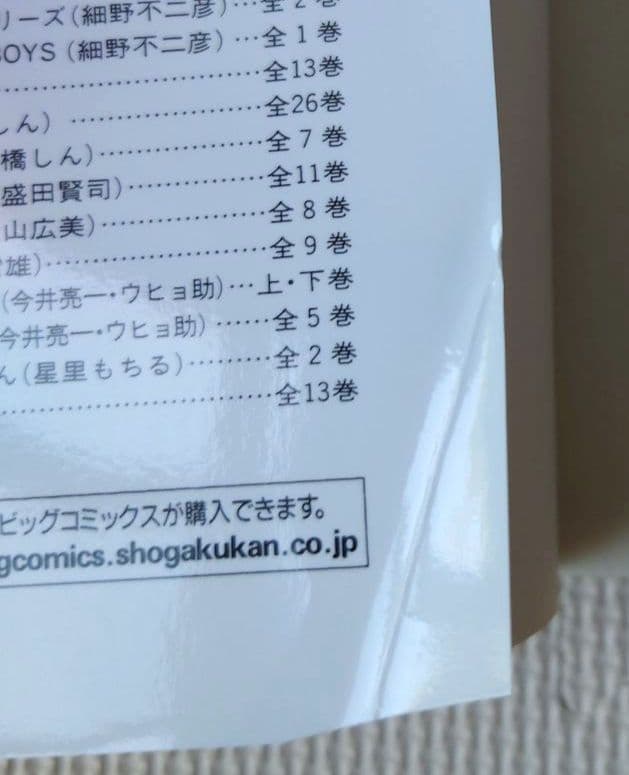 リーズ(細野不二彦)…全2巻
BOYS(細野不二彦)…全1巻
……………………全13巻
しん)………………全26巻
橋しん)……………全7巻
盛田賢司)…………全11巻
山広美)……………全8巻
雄)…………………全9巻
(今井亮一・ウヒョ助)…上・下巻
今井亮一・ウヒョ助)……全5巻
ん(星里もちる)………全2巻
……………………全13巻
ビッグコミックスが購入できます。
gcomics.shogakukan.co.jp